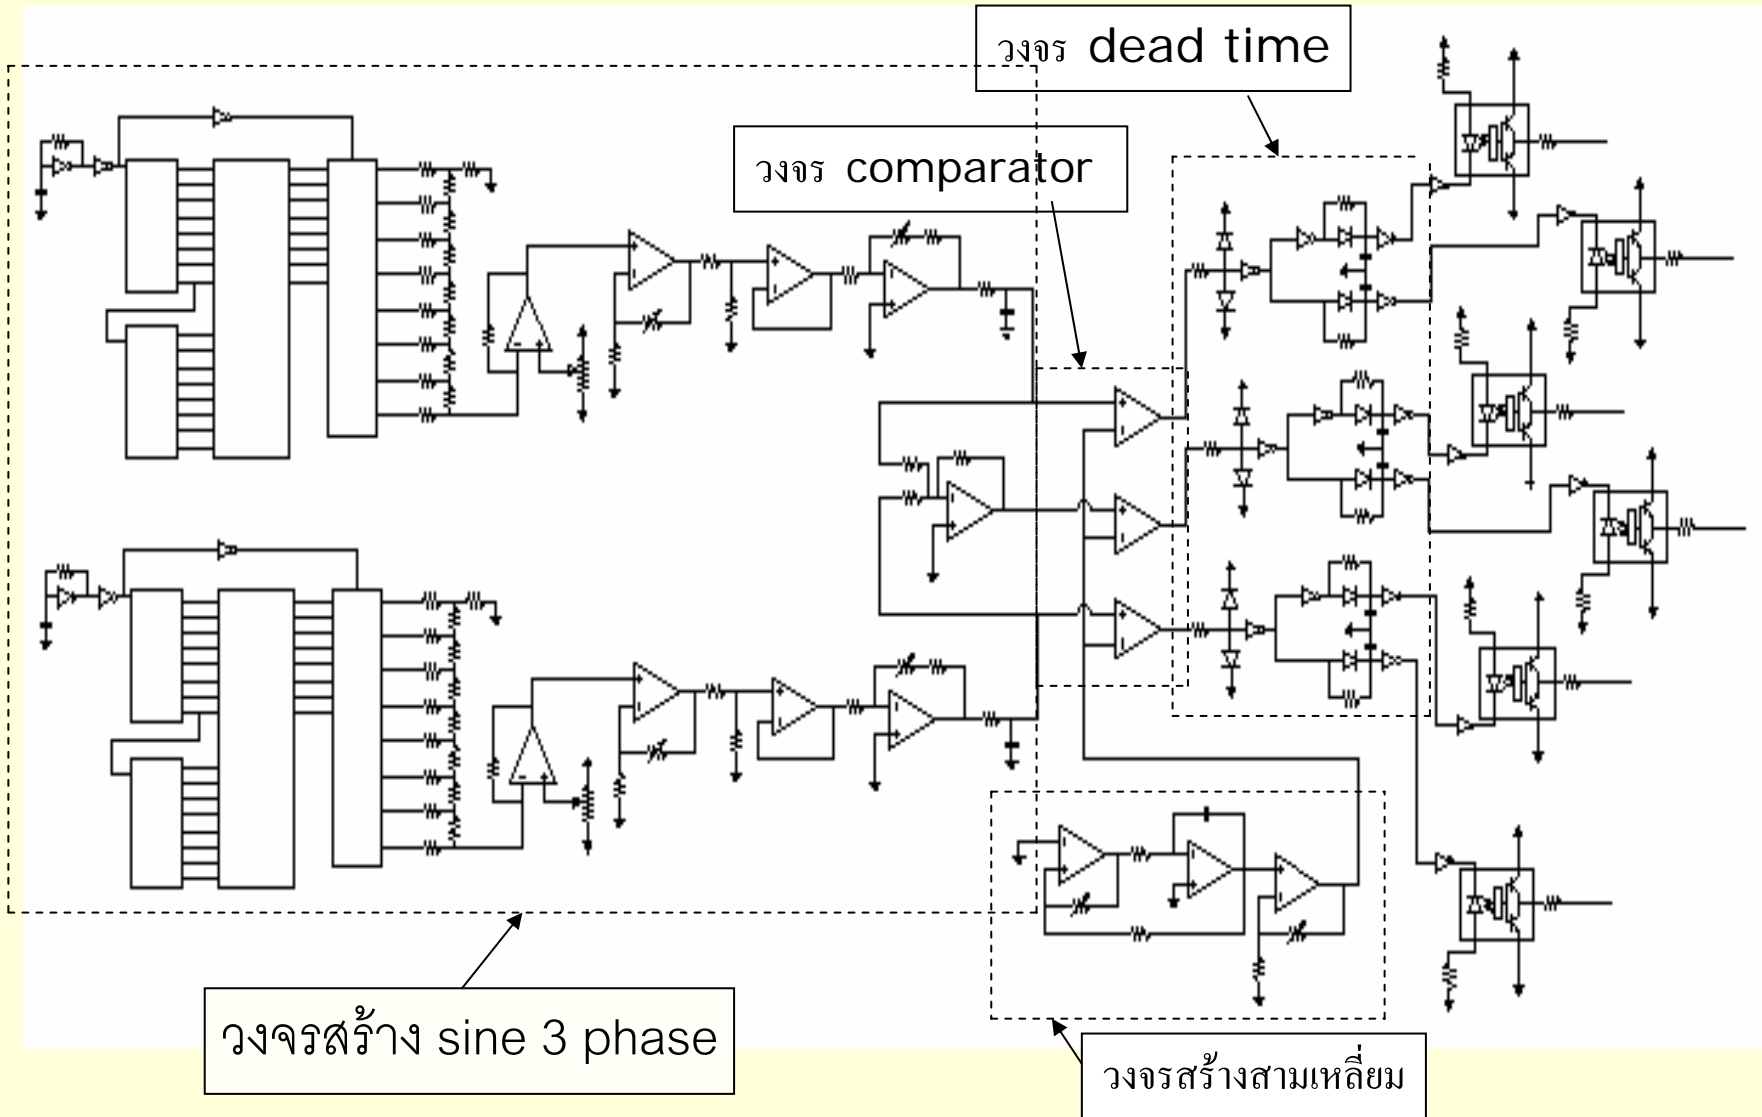 วงจร dead time
วงจร comparator
วงจรสร้าง sine 3 phase
วงจรสร้างสามเหลี่ยม